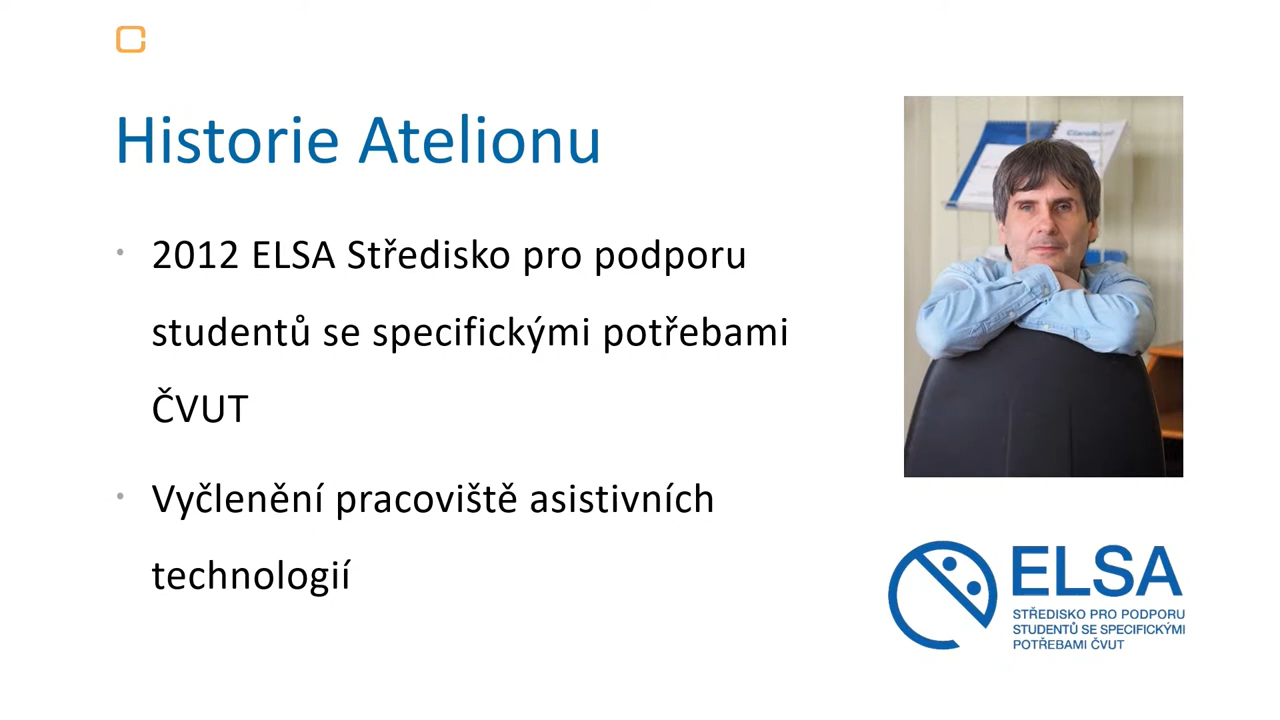 Historie Atelionu
• 2012 ELSA Středisko pro podporu
studentů se specifickými potřebami
ČVUT
• Vyčlenění pracoviště asistivních
technologií
ELSA
STŘEDISKO PRO PODPORU
STUDENTŮ SE SPECIFICKÝMI
POTŘEBAMI ČVUT